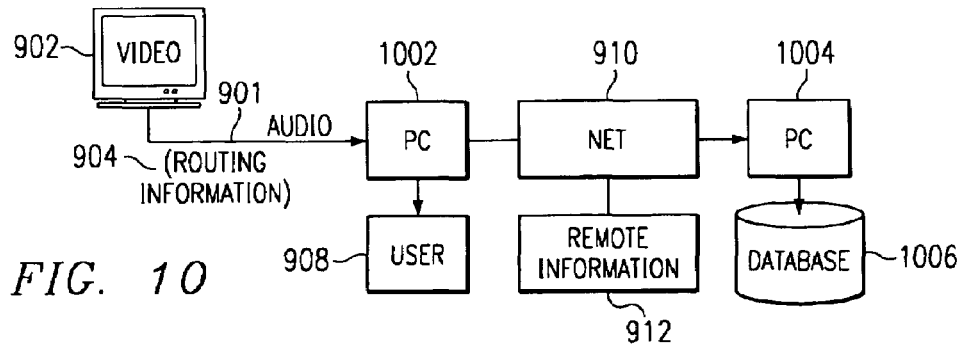 902
VIDEO
901
AUDIO
904
(ROUTING
INFORMATION)
1002
PC
910
NET
1004
PC
908
USER
REMOTE
INFORMATION
912
DATABASE
1006
FIG. 10